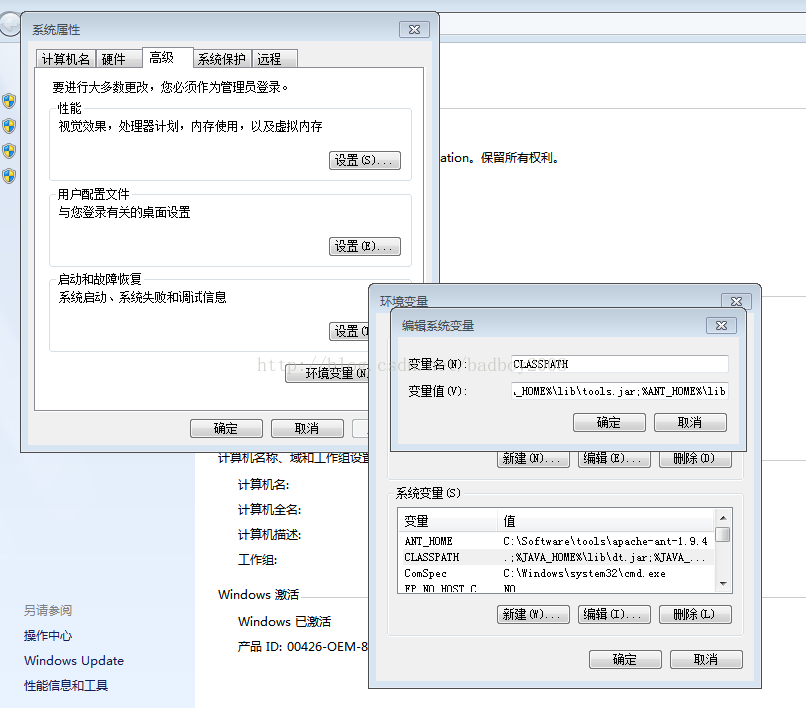 系统属性
计算机名 硬件 高级 系统保护 远程
要进行大多数更改，您必须作为管理员登录。
性能
视觉效果，处理器计划，内存使用，以及虚拟内存
设置(S)...
用户配置文件
与您登录有关的桌面设置
设置(E)...
启动和故障恢复
系统启动、系统失败和调试信息
设置(
环境变量(N)
确定 取消
ation。保留所有权利。
环境变量
编辑系统变量
变量名(N)： CLASSPATH
变量值(V)： _HOME%\lib\tools.jar;%ANT_HOME%\lib
确定 取消
新建(N)... 编辑(E)... 删除(D)
系统变量(S)
变量 值
ANT_HOME C:\Software\tools\apache-ant-1.9.4
CLASSPATH .;%JAVA_HOME%\lib\dt.jar;%JAVA_...
ComSpec C:\Windows\system32\cmd.exe
FP_NO_HOST_C NO
新建(W)... 编辑(I)... 删除(L)
确定 取消
计算机名称、域和工作组设置
计算机名:
计算机全名:
计算机描述:
工作组:
Windows 激活
Windows 已激活
产品 ID: 00426-OEM-8
另请参阅
操作中心
Windows Update
性能信息和工具